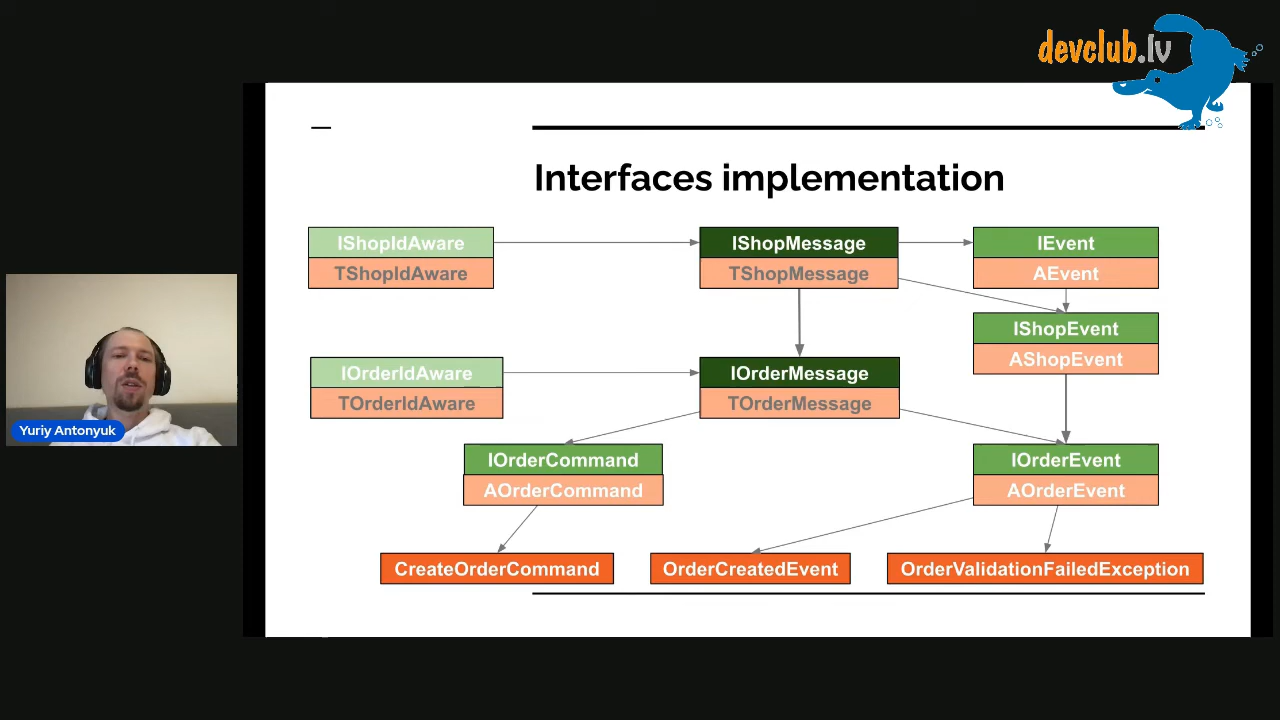 devclub.lv
Interfaces implementation
IShopIdAware
TShopIdAware
IShopMessage
TShopMessage
IEvent
AEvent
IShopEvent
AShopEvent
IOrderIdAware
TOrderIdAware
IOrderMessage
TOrderMessage
Yuriy Antonyuk
IOrderCommand
AOrderCommand
IOrderEvent
AOrderEvent
CreateOrderCommand
OrderCreatedEvent
OrderValidationFailedException